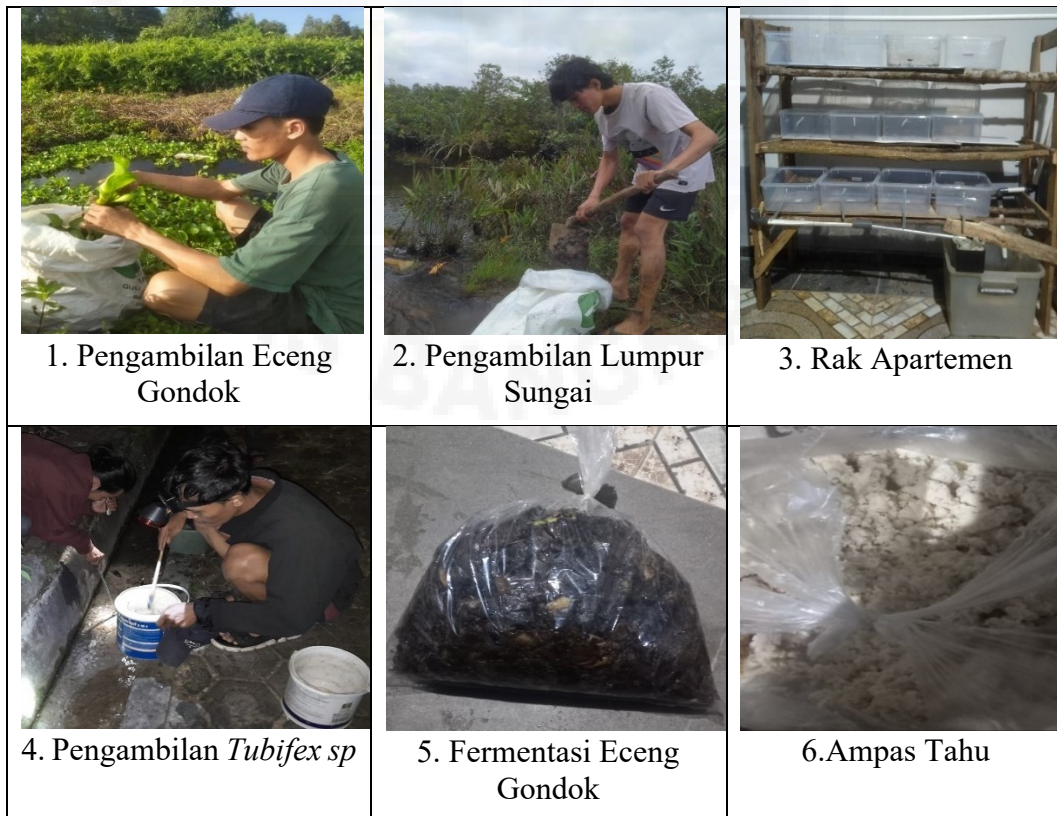 1. Pengambilan Eceng
Gondok
2. Pengambilan Lumpur
Sungai
3. Rak Apartemen
4. Pengambilan Tubifex sp
5. Fermentasi Eceng
Gondok
6.Ampas Tahu